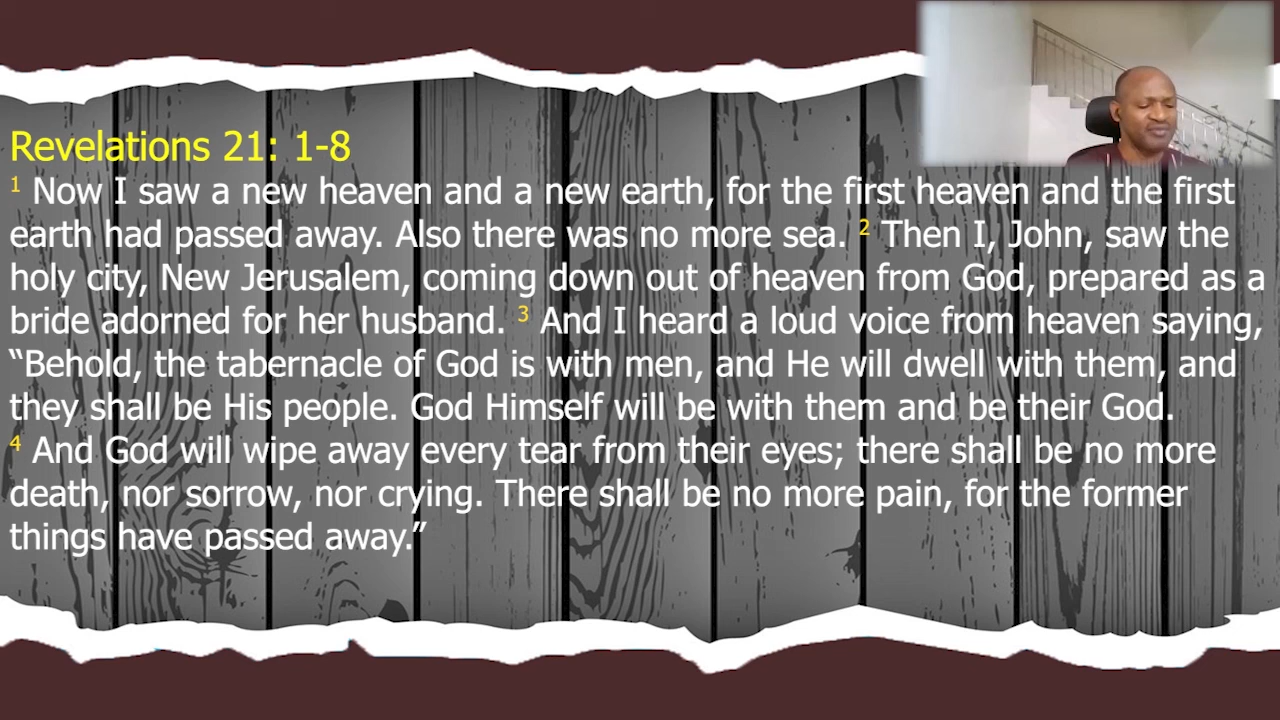 Revelations 21: 1-8
1 Now I saw a new heaven and a new earth, for the first heaven and the first
earth had passed away. Also there was no more sea. 2 Then I, John, saw the
holy city, New Jerusalem, coming down out of heaven from God, prepared as a
bride adorned for her husband. 3 And I heard a loud voice from heaven saying,
“Behold, the tabernacle of God is with men, and He will dwell with them, and
they shall be His people. God Himself will be with them and be their God.
4 And God will wipe away every tear from their eyes; there shall be no more
death, nor sorrow, nor crying. There shall be no more pain, for the former
things have passed away.”